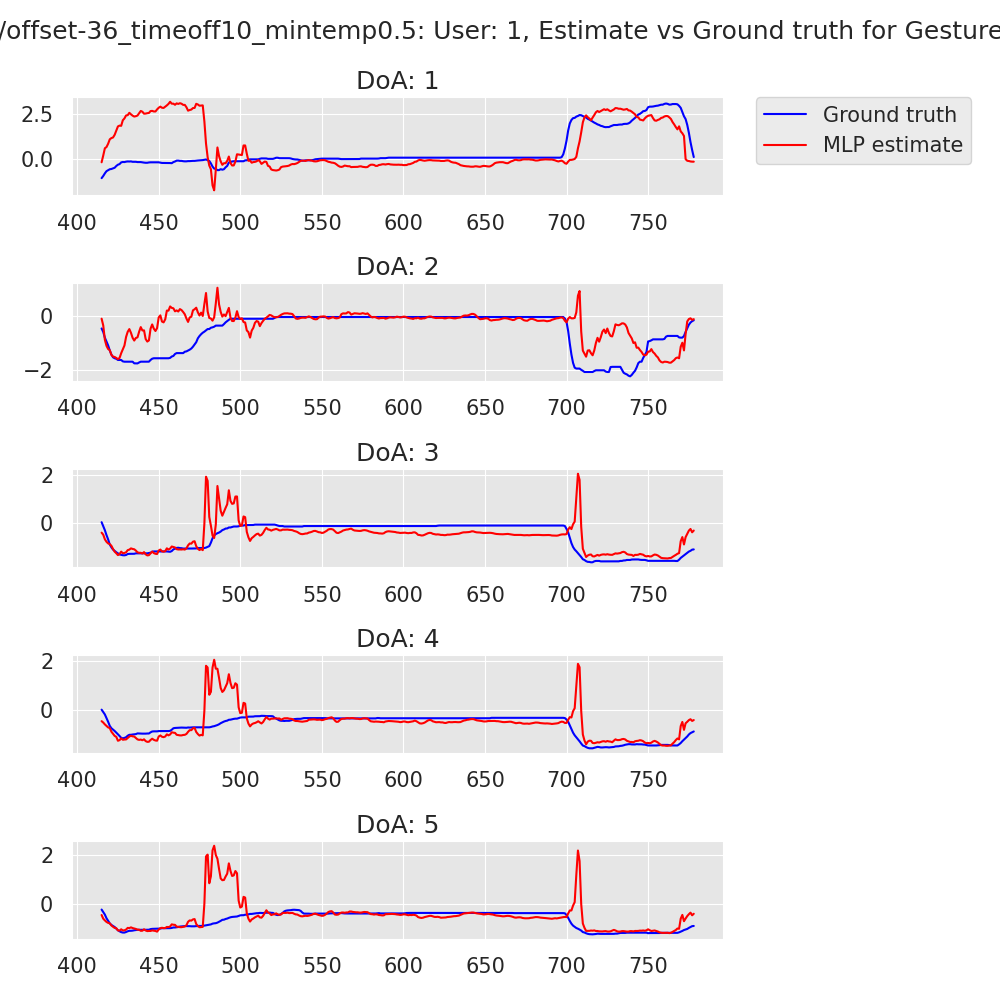 /offset-36_timeoff10_mintemp0.5: User: 1, Estimate vs Ground truth for Gesture
DoA: 1
Ground truth
MLP estimate
2.5
0.0
400 450 500 550 600 650 700 750
DoA: 2
0
−2
400 450 500 550 600 650 700 750
DoA: 3
2
0
400 450 500 550 600 650 700 750
DoA: 4
2
0
400 450 500 550 600 650 700 750
DoA: 5
2
0
400 450 500 550 600 650 700 750